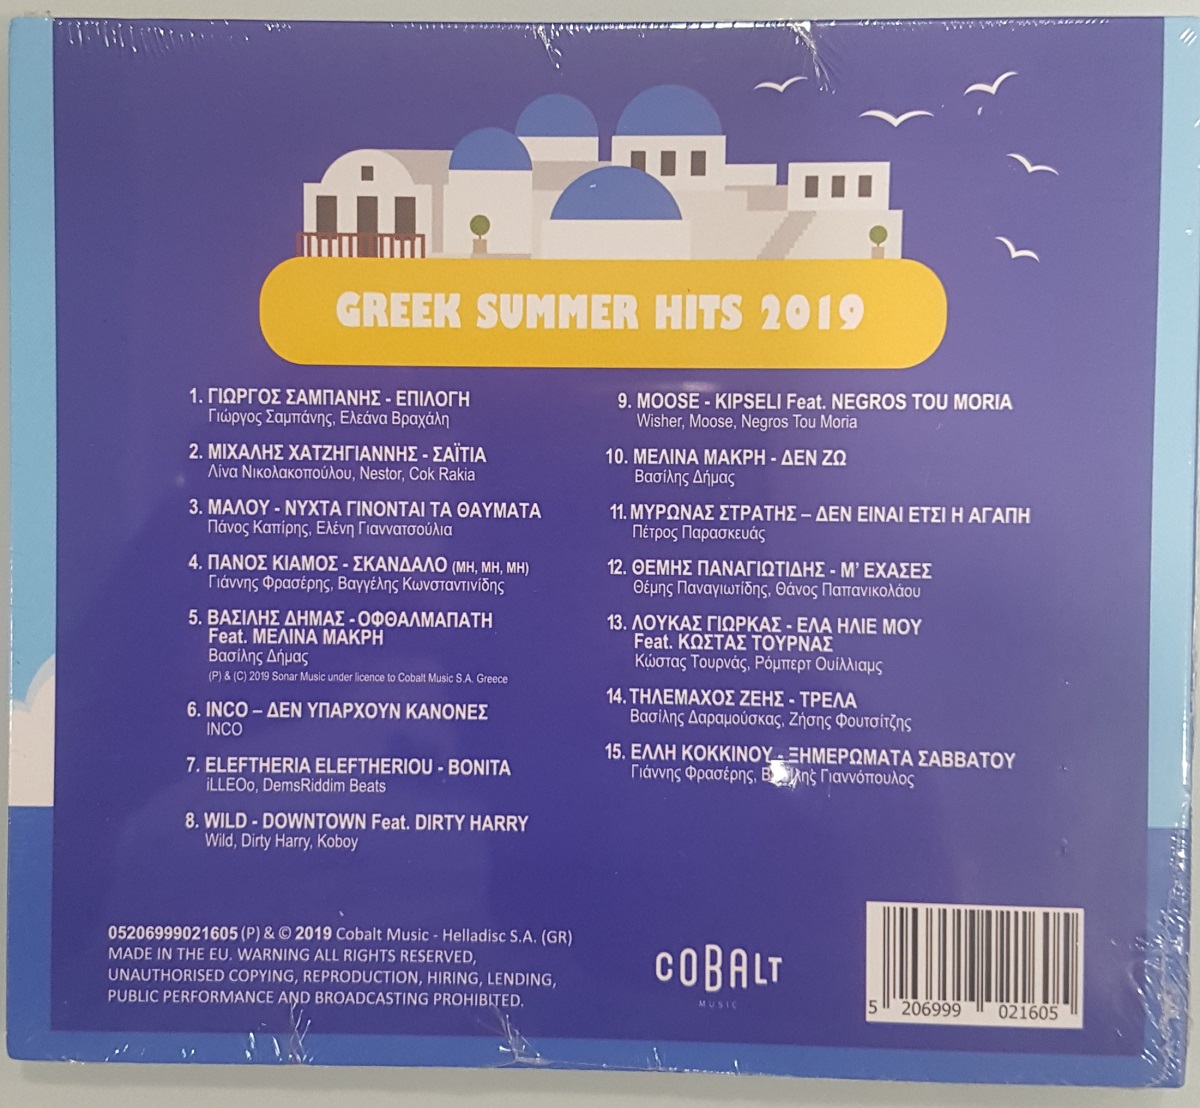 GREEK SUMMER HITS 2019
1. ΓΙΩΡΓΟΣ ΣΑΜΠΑΝΗΣ - ΕΠΙΛΟΓΗ
Γιώργος Σαμπάνης, Ελεάνα Βραχάλη
2. ΜΙΧΑΛΗΣ ΧΑΤΖΗΓΙΑΝΝΗΣ - ΣΑΪΤΙΑ
Λίνα Νικολακοπούλου, Nestor, Cok Rakia
3. ΜΑΛΟΥ - ΝΥΧΤΑ ΓΙΝΟΝΤΑΙ ΤΑ ΘΑΥΜΑΤΑ
Πάνος Καπίρης, Ελένη Γιαννατσούλια
4. ΠΑΝΟΣ ΚΙΑΜΟΣ - ΣΚΑΝΔΑΛΟ (ΜΗ, ΜΗ, ΜΗ)
Γιάννης Φρασέρης, Βαγγέλης Κωνσταντινίδης
5. ΒΑΣΙΛΗΣ ΔΗΜΑΣ - ΟΦΘΑΛΜΑΠΑΤΗ
Feat. ΜΕΛΙΝΑ ΜΑΚΡΗ
Βασίλης Δήμας
(P) & (C) 2019 Sonar Music under licence to Cobalt Music S.A. Greece
6. INCO – ΔΕΝ ΥΠΑΡΧΟΥΝ ΚΑΝΟΝΕΣ
INCO
7. ELEFTHERIA ELEFTHERIOU - BONITA
iLLEOo, DemsRiddim Beats
8. WILD - DOWNTOWN Feat. DIRTY HARRY
Wild, Dirty Harry, Koboy
9. MOOSE - KIPSELI Feat. NEGROS TOU MORIA
Wisher, Moose, Negros Tou Moria
10. ΜΕΛΙΝΑ ΜΑΚΡΗ - ΔΕΝ ΖΩ
Βασίλης Δήμας
11. ΜΥΡΩΝΑΣ ΣΤΡΑΤΗΣ – ΔΕΝ ΕΙΝΑΙ ΕΤΣΙ Η ΑΓΑΠΗ
Πέτρος Παρασκευάς
12. ΘΕΜΗΣ ΠΑΝΑΓΙΩΤΙΔΗΣ - Μ' ΕΧΑΣΕΣ
Θέμης Παναγιωτίδης, Θάνος Παπανικολάου
13. ΛΟΥΚΑΣ ΓΙΩΡΚΑΣ - ΕΛΑ ΗΛΙΕ ΜΟΥ
Feat. ΚΩΣΤΑΣ ΤΟΥΡΝΑΣ
Κώστας Τουρνάς, Ρόμπερτ Ουίλλιαμς
14. ΤΗΛΕΜΑΧΟΣ ΖΕΗΣ - ΤΡΕΛΑ
Βασίλης Δαραμούσκας, Ζήσης Φουτσίτζης
15. ΕΛΛΗ ΚΟΚΚΙΝΟΥ - ΞΗΜΕΡΩΜΑΤΑ ΣΑΒΒΑΤΟΥ
Γιάννης Φρασέρης, Βασίλης Γιαννόπουλος
05206999021605 (P) & © 2019 Cobalt Music - Helladisc S.A. (GR)
MADE IN THE EU. WARNING ALL RIGHTS RESERVED,
UNAUTHORISED COPYING, REPRODUCTION, HIRING, LENDING,
PUBLIC PERFORMANCE AND BROADCASTING PROHIBITED.
COBALT
MUSIC
5 206999 021605